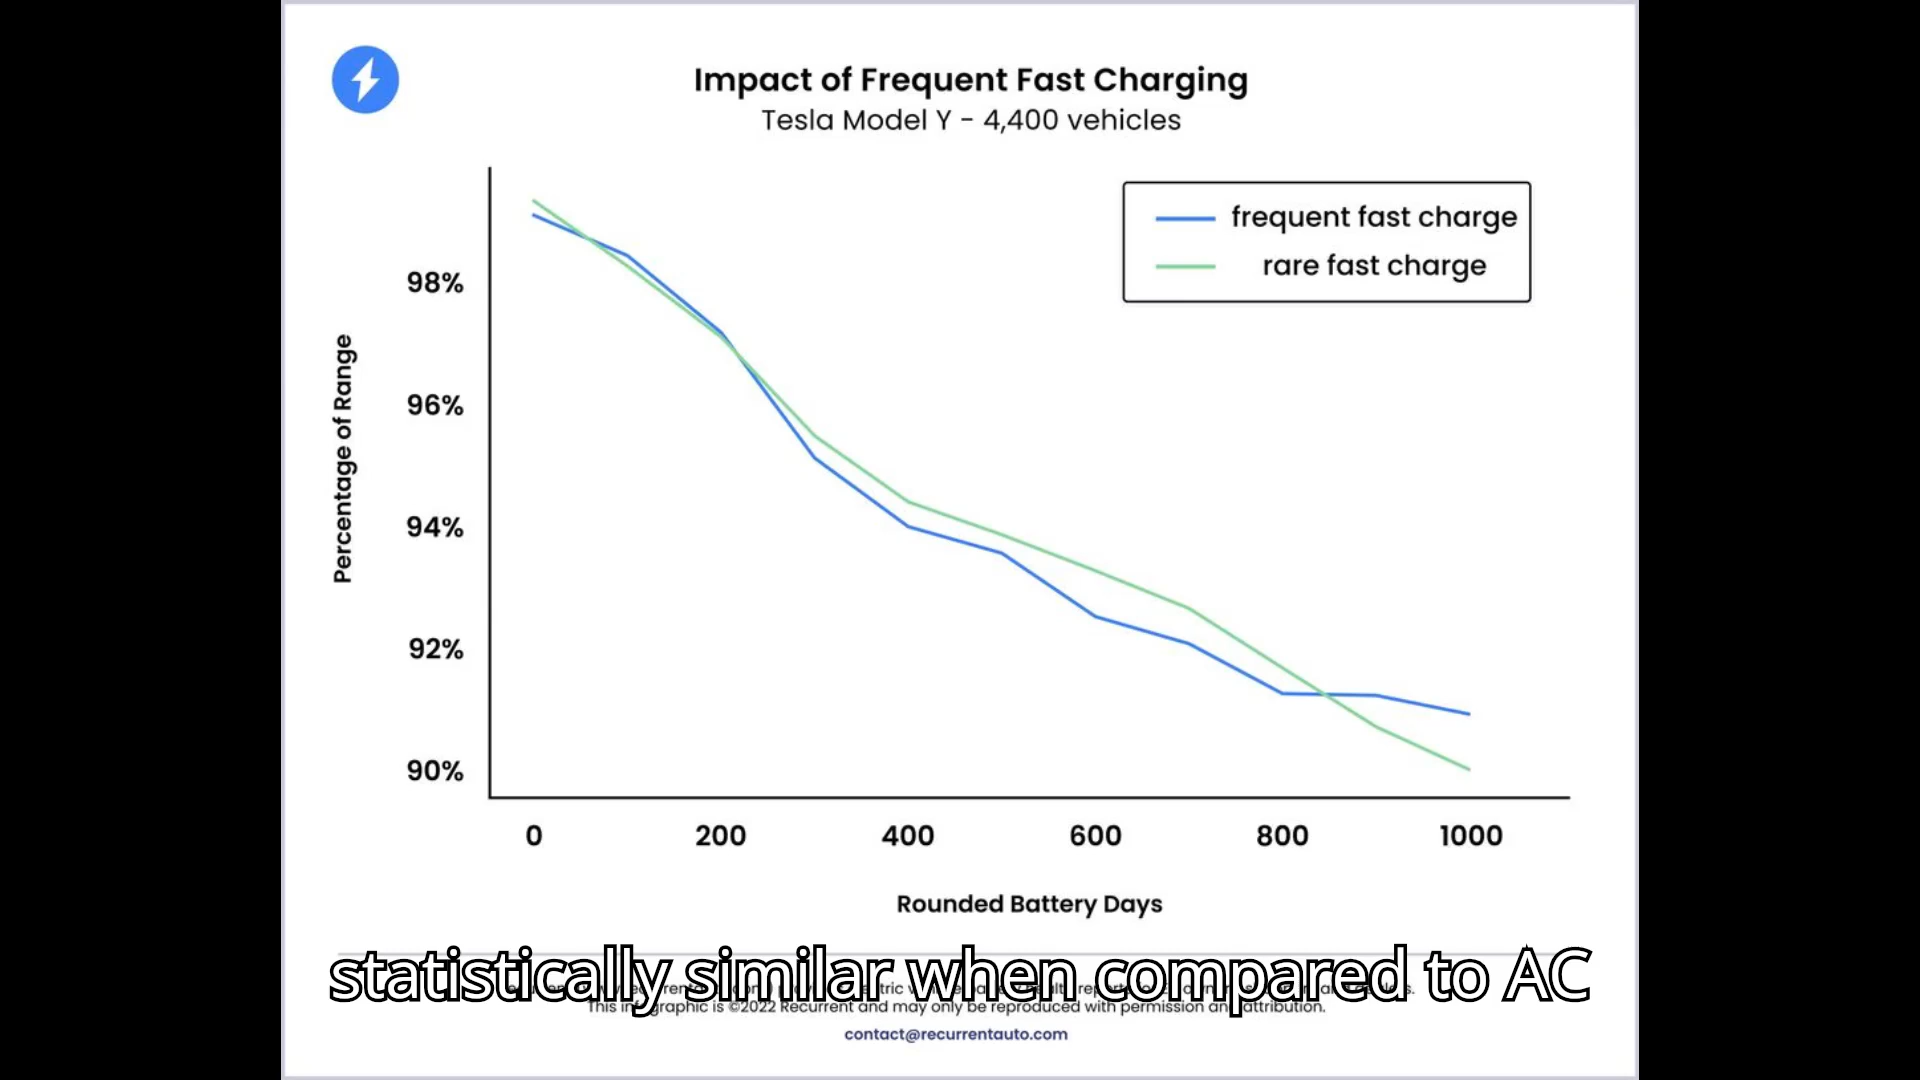 Impact of Frequent Fast Charging
Tesla Model Y - 4,400 vehicles
frequent fast charge
rare fast charge
98%
96%
94%
92%
90%
Percentage of Range
0 200 400 600 800 1000
Rounded Battery Days
statistically similar when compared to AC
This infographic is ©2022 Recurrent and may only be reproduced with permission and attribution.
contact@recurrentauto.com